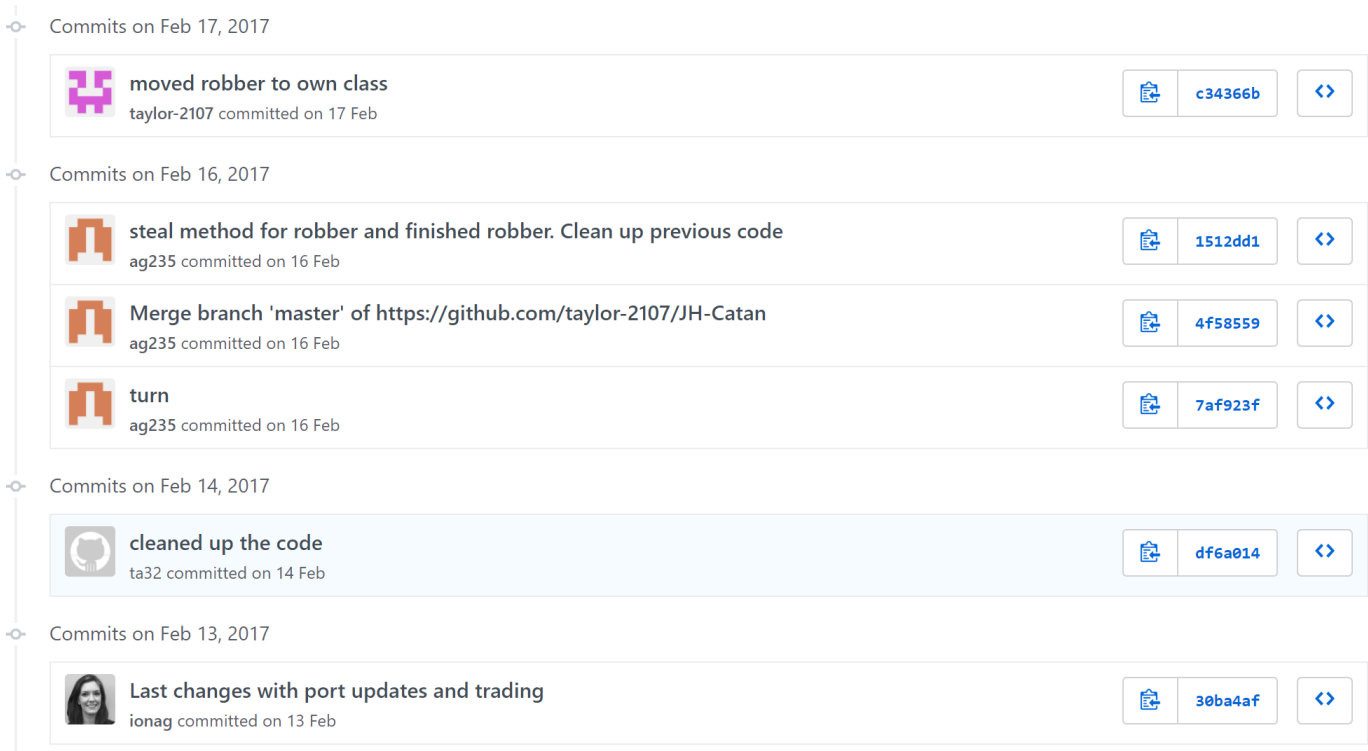 Commits on Feb 17, 2017
moved robber to own class
c34366b
taylor-2107 committed on 17 Feb
Commits on Feb 16, 2017
steal method for robber and finished robber. Clean up previous code
1512dd1
ag235 committed on 16 Feb
Merge branch 'master' of https://github.com/taylor-2107/JH-Catan
4f58559
ag235 committed on 16 Feb
turn
7af923f
ag235 committed on 16 Feb
Commits on Feb 14, 2017
cleaned up the code
df6a014
ta32 committed on 14 Feb
Commits on Feb 13, 2017
Last changes with port updates and trading
30ba4af
ionag committed on 13 Feb